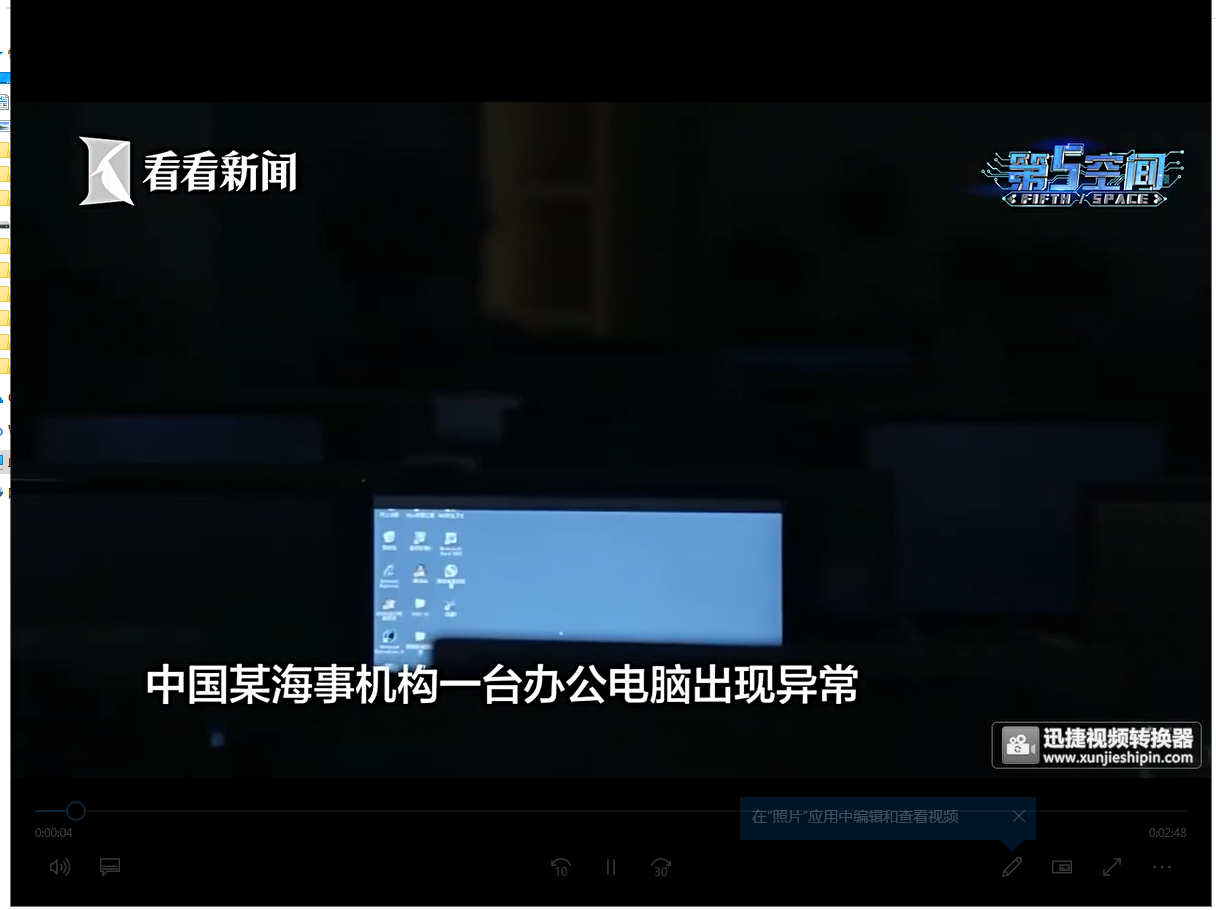 看看新闻
第5空间
FIFTH / SPACE
中国某海事机构一台办公电脑出现异常
迅捷视频转换器
www.xunjieshipin.com
在“照片”应用中编辑和查看视频
0:00:04
0:02:48
10
30